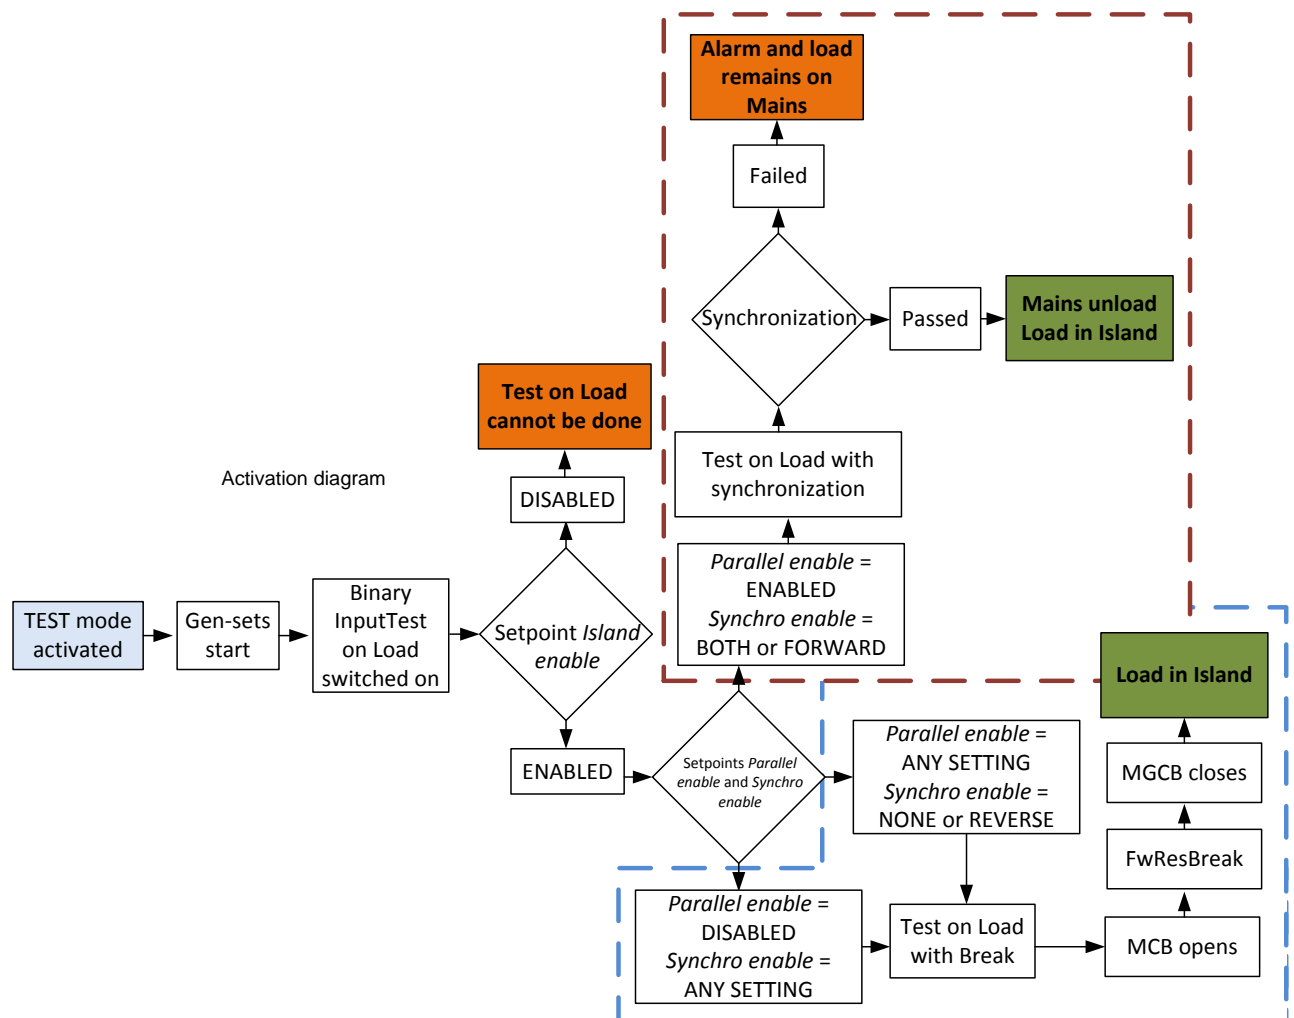 Alarm and load
remains on
Mains
Failed
Synchronization
Passed
Mains unload
Load in Island
Test on Load
cannot be done
Test on Load with
synchronization
Activation diagram
DISABLED
Parallel enable =
ENABLED
Synchro enable =
BOTH or FORWARD
TEST mode
activated
Gen-sets
start
Binary
InputTest
on Load
switched on
Setpoint Island
enable
Load in Island
ENABLED
Setpoints Parallel
enable and Synchro
enable
Parallel enable =
ANY SETTING
Synchro enable =
NONE or REVERSE
MGCB closes
FwResBreak
Parallel enable =
DISABLED
Synchro enable =
ANY SETTING
Test on Load
with Break
MCB opens